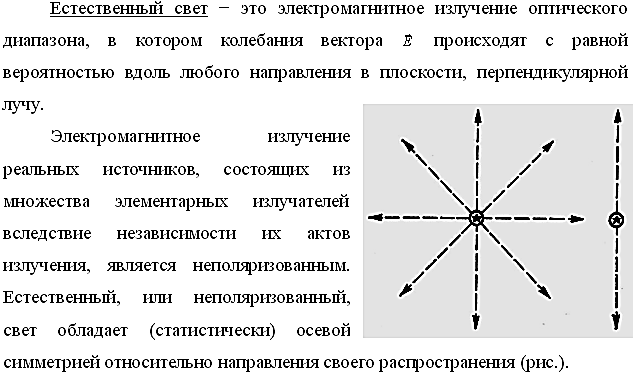 Естественный свет − это электромагнитное излучение оптического
диапазона, в котором колебания вектора E происходят с равной
вероятностью вдоль любого направления в плоскости, перпендикулярной
лучу.
Электромагнитное излучение
реальных источников, состоящих из
множества элементарных излучателей
вследствие независимости их актов
излучения, является неполяризованным.
Естественный, или неполяризованный,
свет обладает (статистически) осевой
симметрией относительно направления своего распространения (рис.).